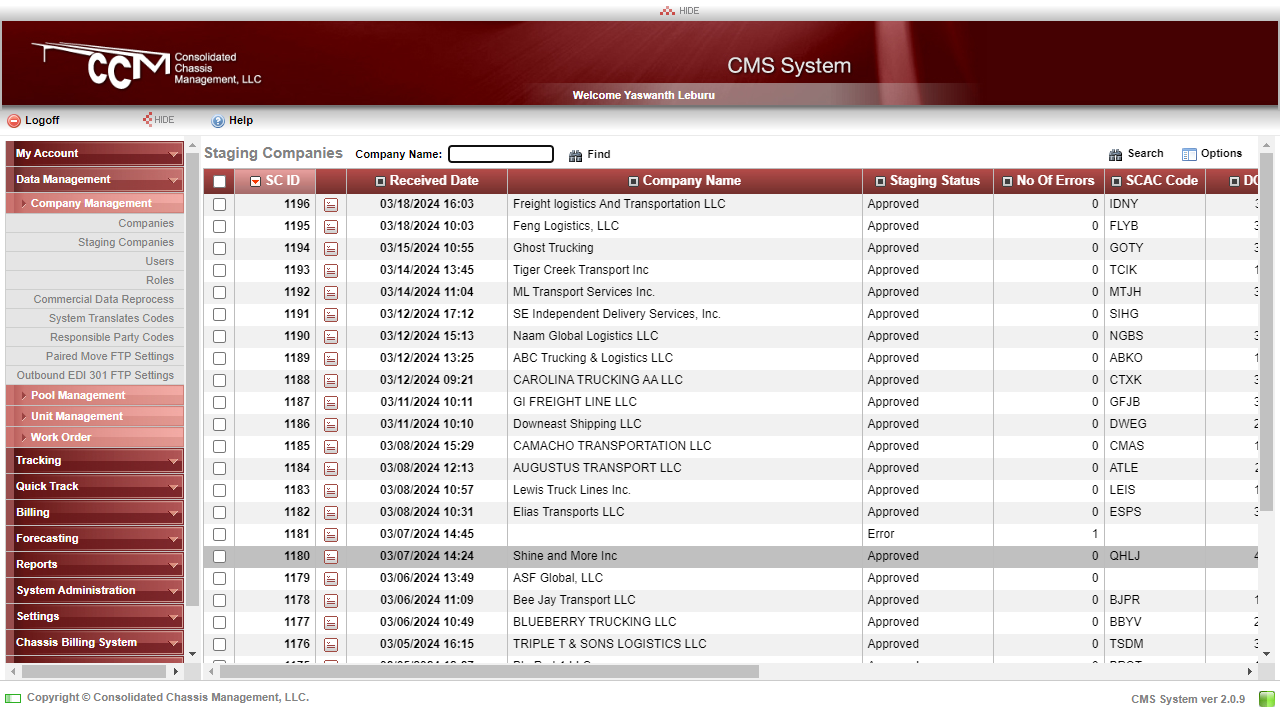 HIDE
CCM Consolidated
Chassis
Management, LLC
CMS System
Welcome Yaswanth Leburu
Logoff HIDE Help
My Account
Data Management
Company Management
Companies
Staging Companies
Users
Roles
Commercial Data Reprocess
System Translates Codes
Responsible Party Codes
Paired Move FTP Settings
Outbound EDI 301 FTP Settings
Pool Management
Unit Management
Work Order
Tracking
Quick Track
Billing
Forecasting
Reports
System Administration
Settings
Chassis Billing System
Staging Companies Company Name: Find Search Options
SC ID Received Date Company Name Staging Status No Of Errors SCAC Code
1196 03/18/2024 16:03 Freight logistics And Transportation LLC Approved 0 IDNY
1195 03/18/2024 10:03 Feng Logistics, LLC Approved 0 FLYB
1194 03/15/2024 10:55 Ghost Trucking Approved 0 GOTY
1193 03/14/2024 13:45 Tiger Creek Transport Inc Approved 0 TCIK
1192 03/14/2024 11:04 ML Transport Services Inc. Approved 0 MTJH
1191 03/12/2024 17:12 SE Independent Delivery Services, Inc. Approved 0 SIHG
1190 03/12/2024 15:13 Naam Global Logistics LLC Approved 0 NGBS
1189 03/12/2024 13:25 ABC Trucking & Logistics LLC Approved 0 ABKO
1188 03/12/2024 09:21 CAROLINA TRUCKING AA LLC Approved 0 CTXK
1187 03/11/2024 10:11 GI FREIGHT LINE LLC Approved 0 GFJB
1186 03/11/2024 10:10 Downeast Shipping LLC Approved 0 DWEG
1185 03/08/2024 15:29 CAMACHO TRANSPORTATION LLC Approved 0 CMAS
1184 03/08/2024 12:13 AUGUSTUS TRANSPORT LLC Approved 0 ATLE
1183 03/08/2024 10:57 Lewis Truck Lines Inc. Approved 0 LEIS
1182 03/08/2024 10:31 Elias Transports LLC Approved 0 ESPS
1181 03/07/2024 14:45 Error 1
1180 03/07/2024 14:24 Shine and More Inc Approved 0 QHLJ
1179 03/06/2024 13:49 ASF Global, LLC Approved 0
1178 03/06/2024 11:09 Bee Jay Transport LLC Approved 0 BJPR
1177 03/06/2024 10:49 BLUEBERRY TRUCKING LLC Approved 0 BBYV
1176 03/05/2024 16:15 TRIPLE T & SONS LOGISTICS LLC Approved 0 TSDM
Copyright © Consolidated Chassis Management, LLC. CMS System ver 2.0.9